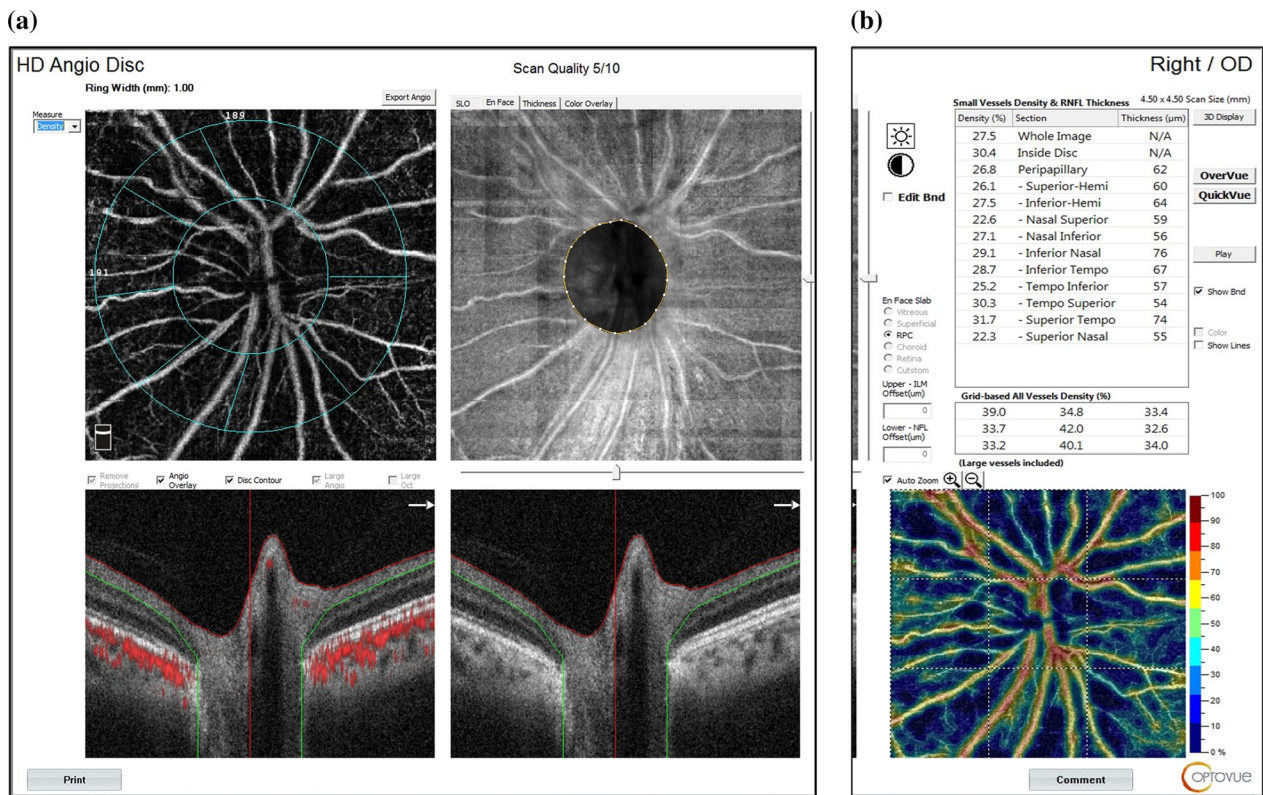 (a)
HD Angio Disc
Scan Quality 5/10
Ring Width (mm): 1.00
Export Angio
Measure
Density
SLO En Face Thickness Color Overlay
189
191
Remove Projections
Angio Overlay
Disc Contour
Large Angio
Large Oct
Print
(b)
Right / OD
Small Vessels Density & RNFL Thickness 4.50 x 4.50 Scan Size (mm)
Density (%) Section Thickness (µm)
27.5 Whole Image N/A
30.4 Inside Disc N/A
26.8 Peripapillary 62
26.1 - Superior-Hemi 60
27.5 - Inferior-Hemi 64
22.6 - Nasal Superior 59
27.1 - Nasal Inferior 56
29.1 - Inferior Nasal 76
28.7 - Inferior Tempo 67
25.2 - Tempo Inferior 57
30.3 - Tempo Superior 54
31.7 - Superior Tempo 74
22.3 - Superior Nasal 55
3D Display
OverVue
QuickVue
Play
Show Bnd
Color
Show Lines
Edit Bnd
En Face Slab
Vitreous
Superficial
RPC
Choroid
Retina
Cutstom
Upper - ILM
Offset(um)
0
Lower - NFL
Offset(um)
0
Grid-based All Vessels Density (%)
39.0 34.8 33.4
33.7 42.0 32.6
33.2 40.1 34.0
(Large vessels included)
Auto Zoom
100
90
80
70
60
50
40
30
20
10
0 %
Comment
OPTOVUE